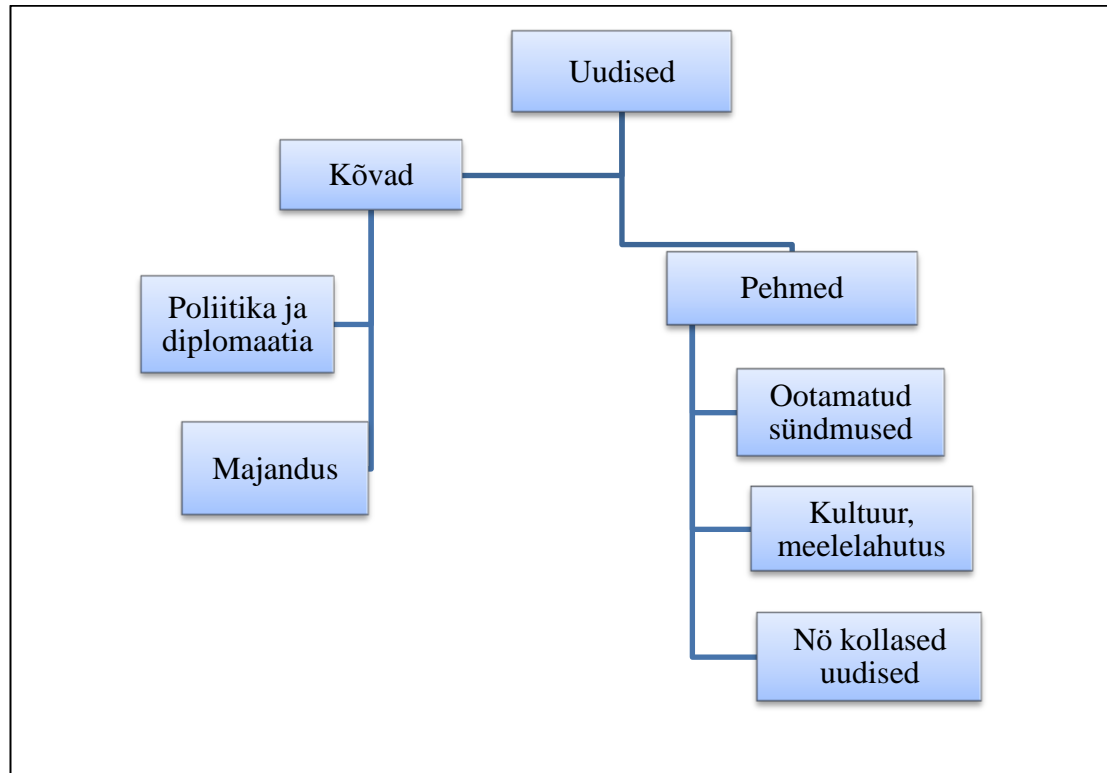 Uudised
Kõvad
Poliitika ja
diplomaatia
Majandus
Pehmed
Ootamatud
sündmused
Kultuur,
meelelahutus
Nö kollased
uudised